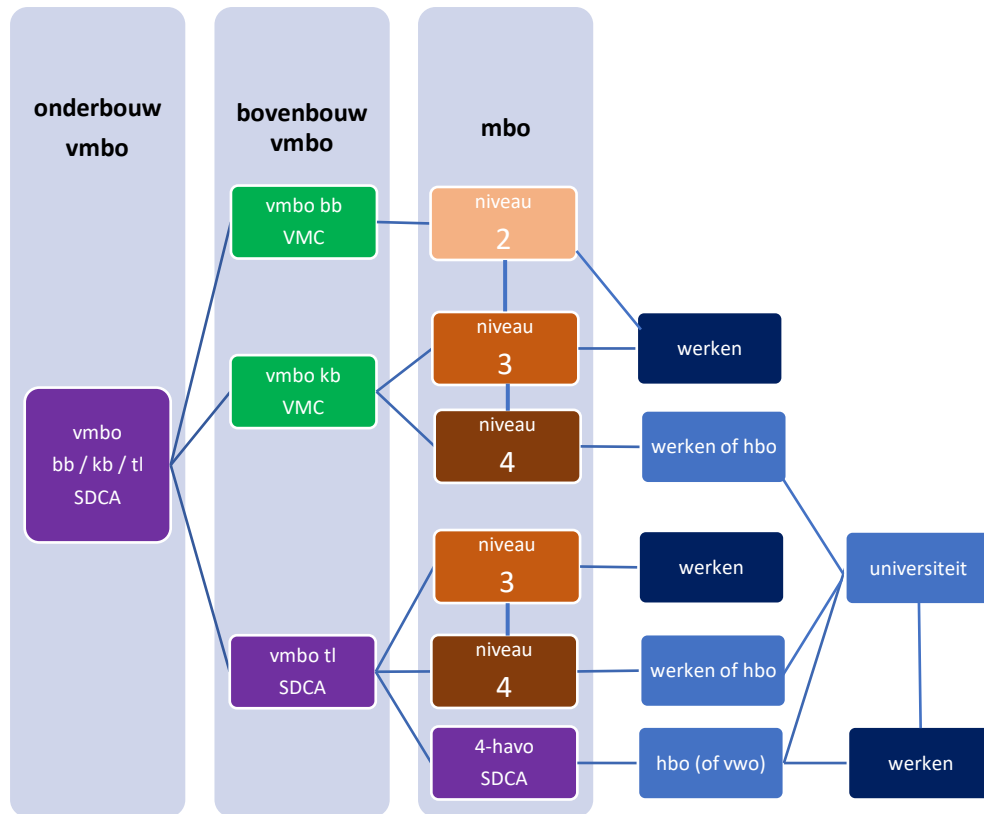 onderbouw
vmbo
bovenbouw
vmbo
mbo
vmbo
bb / kb / tl
SDCA
vmbo bb
VMC
vmbo kb
VMC
vmbo tl
SDCA
niveau
2
niveau
3
niveau
4
niveau
3
niveau
4
4-havo
SDCA
werken
werken of hbo
werken
werken of hbo
hbo (of vwo)
universiteit
werken